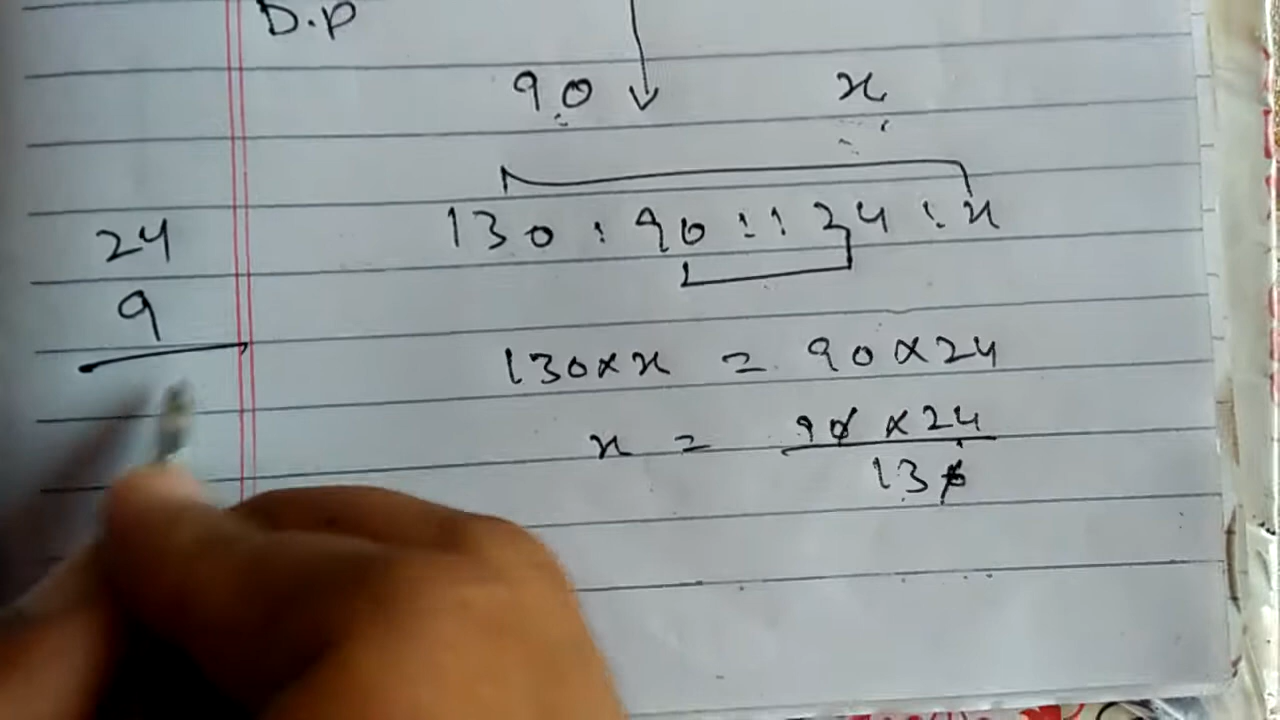 D.P
90 x
130 : 90 :: 24 : x
24
9
130 × x = 90 × 24
x = 90 × 24
130